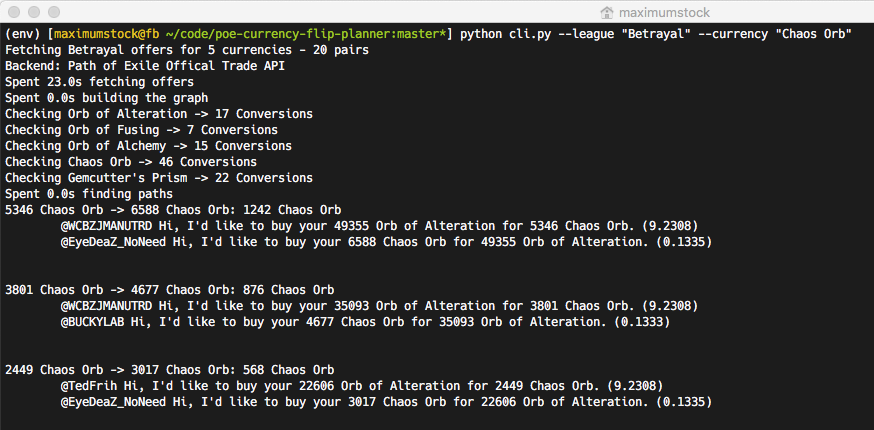 maximumstock
(env) [maximumstock@fb ~/code/poe-currency-flip-planner:master*] python cli.py --league "Betrayal" --currency "Chaos Orb"
Fetching Betrayal offers for 5 currencies - 20 pairs
Backend: Path of Exile Offical Trade API
Spent 23.0s fetching offers
Spent 0.0s building the graph
Checking Orb of Alteration -> 17 Conversions
Checking Orb of Fusing -> 7 Conversions
Checking Orb of Alchemy -> 15 Conversions
Checking Chaos Orb -> 46 Conversions
Checking Gemcutter's Prism -> 22 Conversions
Spent 0.0s finding paths
5346 Chaos Orb -> 6588 Chaos Orb: 1242 Chaos Orb
@WCBZJMANUTRD Hi, I'd like to buy your 49355 Orb of Alteration for 5346 Chaos Orb. (9.2308)
@EyeDeaZ_NoNeed Hi, I'd like to buy your 6588 Chaos Orb for 49355 Orb of Alteration. (0.1335)
3801 Chaos Orb -> 4677 Chaos Orb: 876 Chaos Orb
@WCBZJMANUTRD Hi, I'd like to buy your 35093 Orb of Alteration for 3801 Chaos Orb. (9.2308)
@BUCKYLAB Hi, I'd like to buy your 4677 Chaos Orb for 35093 Orb of Alteration. (0.1333)
2449 Chaos Orb -> 3017 Chaos Orb: 568 Chaos Orb
@TedFrih Hi, I'd like to buy your 22606 Orb of Alteration for 2449 Chaos Orb. (9.2308)
@EyeDeaZ_NoNeed Hi, I'd like to buy your 3017 Chaos Orb for 22606 Orb of Alteration. (0.1335)